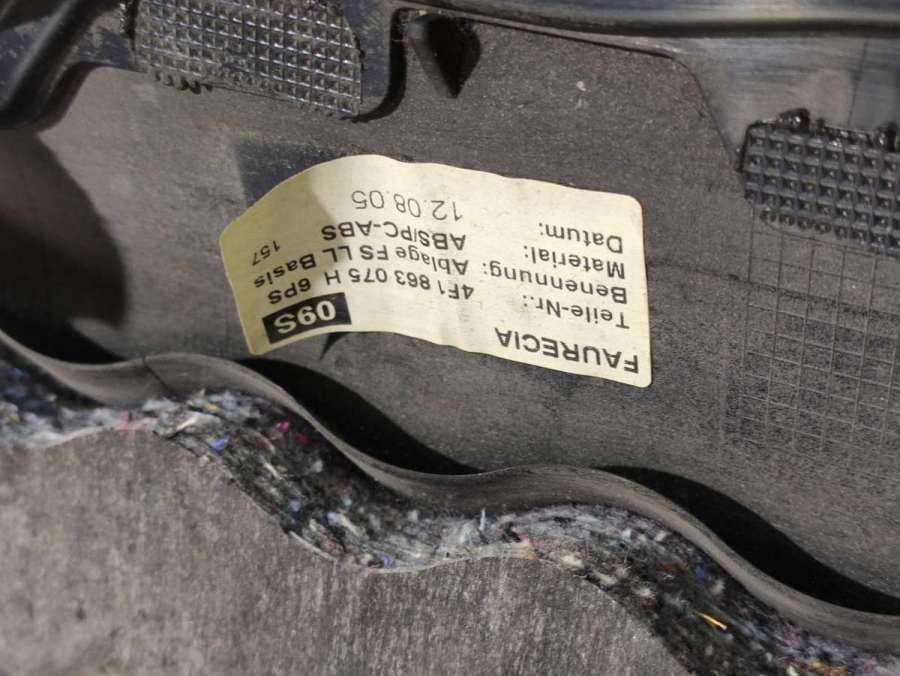 FAURECIA 09S
Teile-Nr.: 4F1 863 075 H 6PS
Benennung: Ablage FS LL Basis 157
Material: ABS/PC-ABS
Datum: 12.08.05